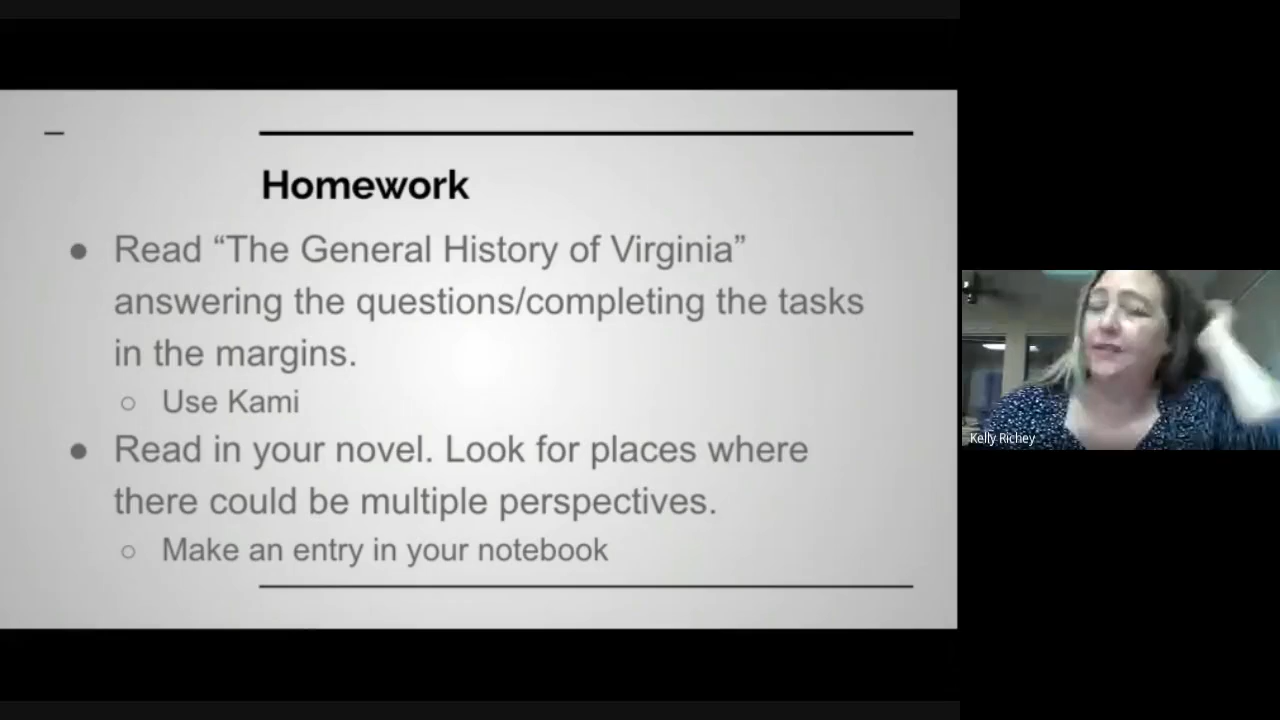 Homework
● Read “The General History of Virginia”
answering the questions/completing the tasks
in the margins.
○ Use Kami
● Read in your novel. Look for places where
there could be multiple perspectives.
○ Make an entry in your notebook
Kelly Richey